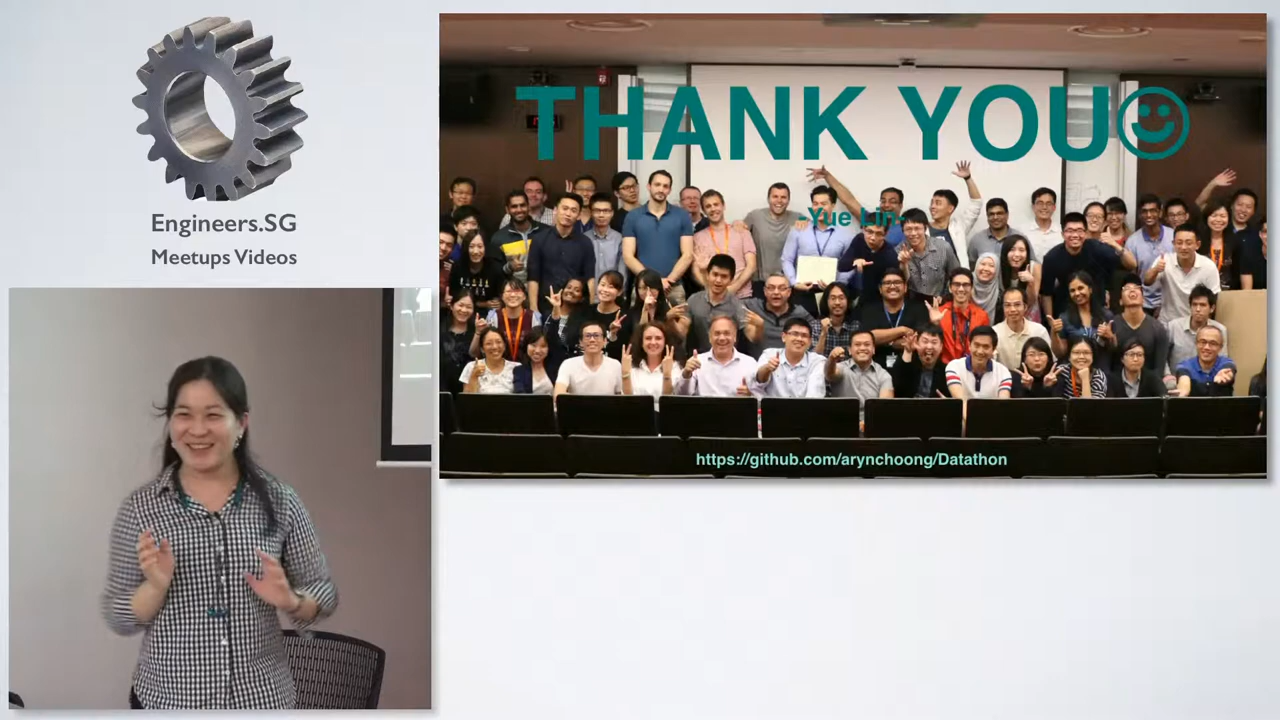 Engineers.SG
Meetups Videos
THANK YOU☺
-Yue Lin-
https://github.com/arynchoong/Datathon